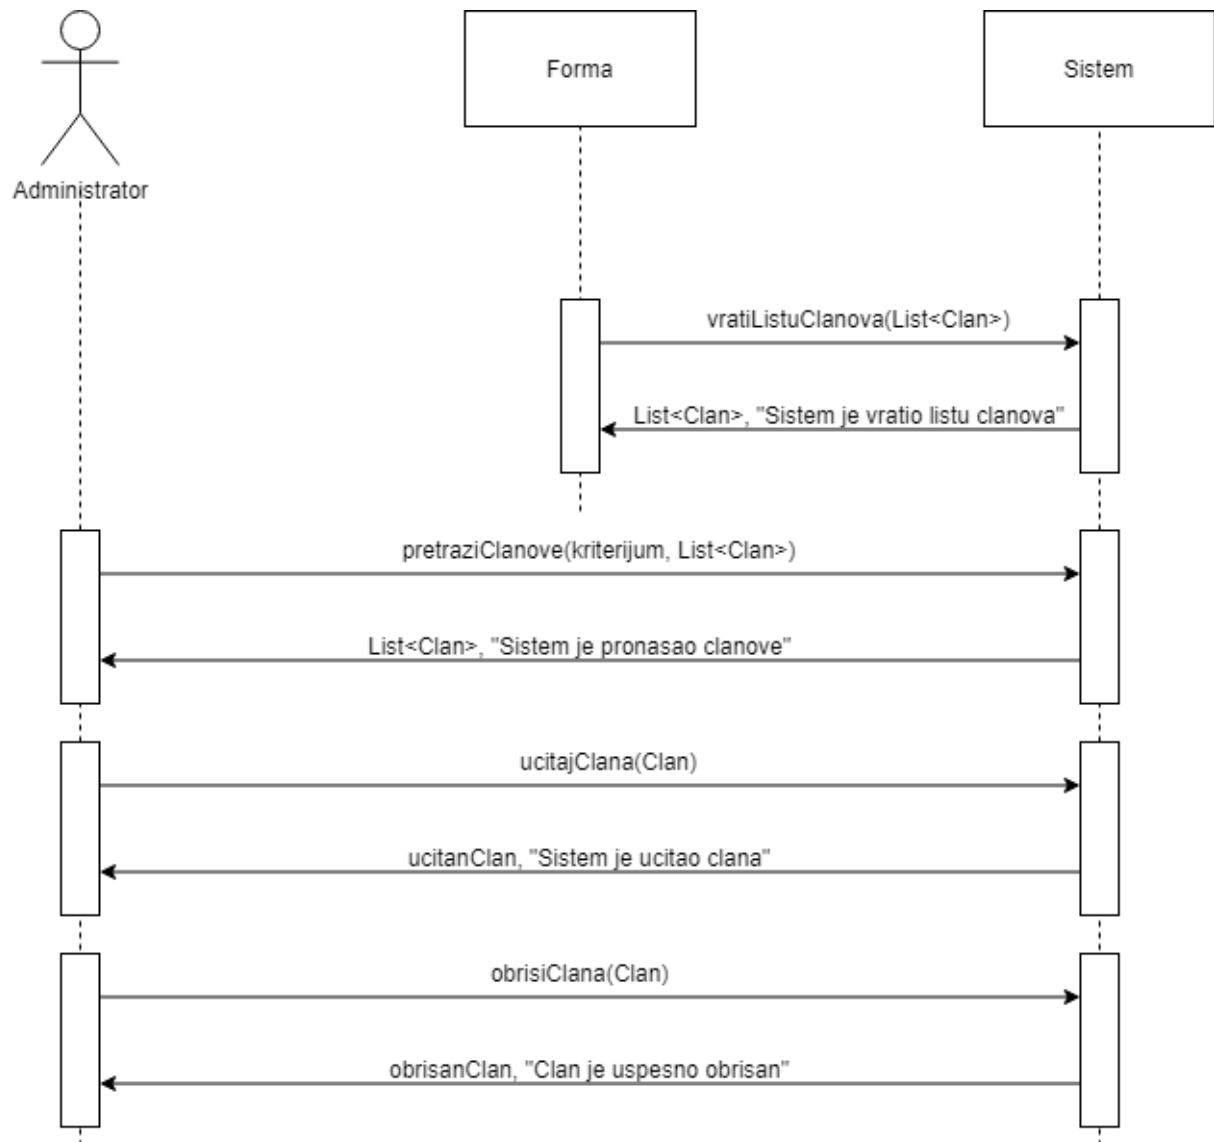 Forma
Sistem
Administrator
vratiListuClanova(List<Clan>)
List<Clan>, "Sistem je vratio listu clanova"
pretraziClanove(kriterijum, List<Clan>)
List<Clan>, "Sistem je pronasao clanove"
ucitajClana(Clan)
ucitanClan, "Sistem je ucitao clana"
obrisiClana(Clan)
obrisanClan, "Clan je uspesno obrisan"